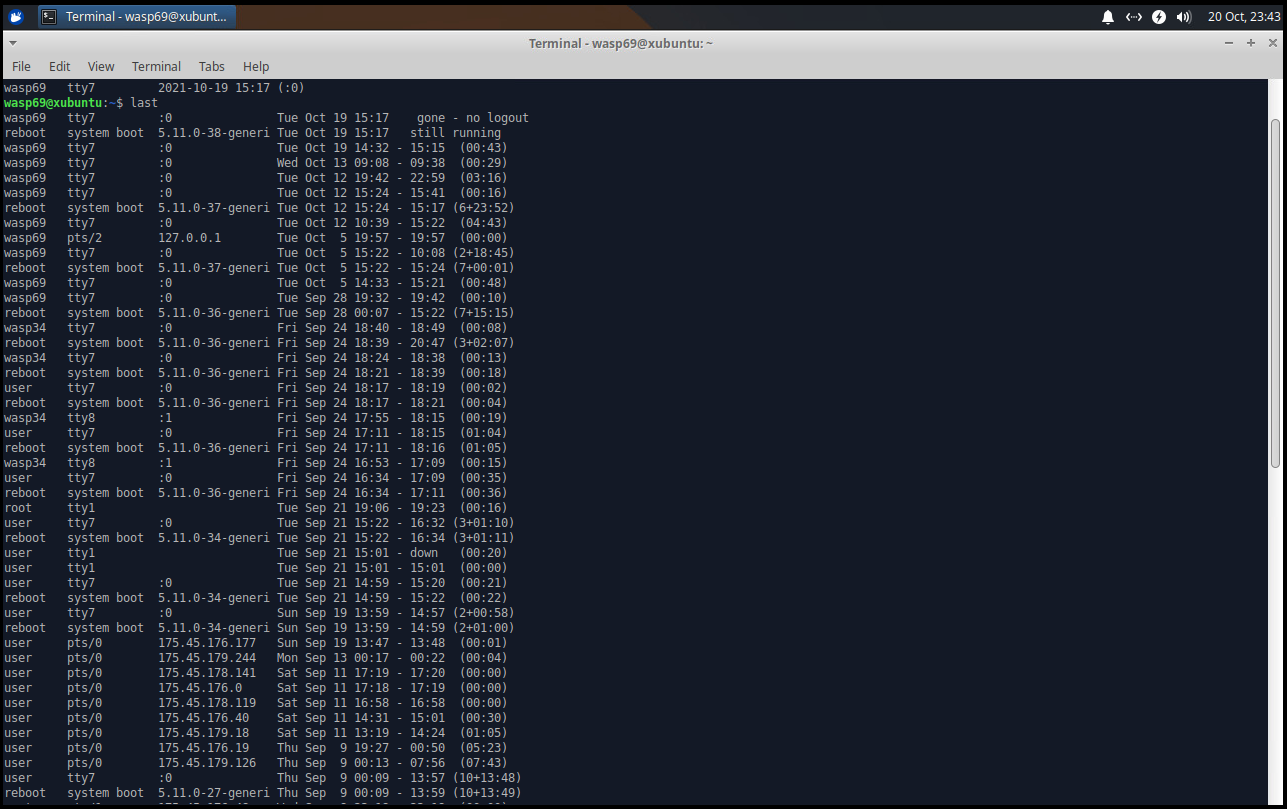 Terminal - wasp69@xubunt... 20 Oct, 23:43
Terminal - wasp69@xubuntu: ~
File Edit View Terminal Tabs Help
wasp69   tty7         2021-10-19 15:17 (:0)
wasp69@xubuntu:~$ last
wasp69   tty7         :0               Tue Oct 19 15:17    gone - no logout
reboot   system boot  5.11.0-38-generi Tue Oct 19 15:17   still running
wasp69   tty7         :0               Tue Oct 19 14:32 - 15:15  (00:43)
wasp69   tty7         :0               Wed Oct 13 09:08 - 09:38  (00:29)
wasp69   tty7         :0               Tue Oct 12 19:42 - 22:59  (03:16)
wasp69   tty7         :0               Tue Oct 12 15:24 - 15:41  (00:16)
reboot   system boot  5.11.0-37-generi Tue Oct 12 15:24 - 15:17 (6+23:52)
wasp69   tty7         :0               Tue Oct 12 10:39 - 15:22  (04:43)
wasp69   pts/2        127.0.0.1        Tue Oct  5 19:57 - 19:57  (00:00)
wasp69   tty7         :0               Tue Oct  5 15:22 - 10:08 (2+18:45)
reboot   system boot  5.11.0-37-generi Tue Oct  5 15:22 - 15:24 (7+00:01)
wasp69   tty7         :0               Tue Oct  5 14:33 - 15:21  (00:48)
wasp69   tty7         :0               Tue Sep 28 19:32 - 19:42  (00:10)
reboot   system boot  5.11.0-36-generi Tue Sep 28 00:07 - 15:22 (7+15:15)
wasp34   tty7         :0               Fri Sep 24 18:40 - 18:49  (00:08)
reboot   system boot  5.11.0-36-generi Fri Sep 24 18:39 - 20:47 (3+02:07)
wasp34   tty7         :0               Fri Sep 24 18:24 - 18:38  (00:13)
reboot   system boot  5.11.0-36-generi Fri Sep 24 18:21 - 18:39  (00:18)
user     tty7         :0               Fri Sep 24 18:17 - 18:19  (00:02)
reboot   system boot  5.11.0-36-generi Fri Sep 24 18:17 - 18:21  (00:04)
wasp34   tty8         :1               Fri Sep 24 17:55 - 18:15  (00:19)
user     tty7         :0               Fri Sep 24 17:11 - 18:15  (01:04)
reboot   system boot  5.11.0-36-generi Fri Sep 24 17:11 - 18:16  (01:05)
wasp34   tty8         :1               Fri Sep 24 16:53 - 17:09  (00:15)
user     tty7         :0               Fri Sep 24 16:34 - 17:09  (00:35)
reboot   system boot  5.11.0-36-generi Fri Sep 24 16:34 - 17:11  (00:36)
root     tty1                          Tue Sep 21 19:06 - 19:23  (00:16)
user     tty7         :0               Tue Sep 21 15:22 - 16:32 (3+01:10)
reboot   system boot  5.11.0-34-generi Tue Sep 21 15:22 - 16:34 (3+01:11)
user     tty1                          Tue Sep 21 15:01 - down   (00:20)
user     tty1                          Tue Sep 21 15:01 - 15:01  (00:00)
user     tty7         :0               Tue Sep 21 14:59 - 15:20  (00:21)
reboot   system boot  5.11.0-34-generi Tue Sep 21 14:59 - 15:22  (00:22)
user     tty7         :0               Sun Sep 19 13:59 - 14:57 (2+00:58)
reboot   system boot  5.11.0-34-generi Sun Sep 19 13:59 - 14:59 (2+01:00)
user     pts/0        175.45.176.177   Sun Sep 19 13:47 - 13:48  (00:01)
user     pts/0        175.45.179.244   Mon Sep 13 00:17 - 00:22  (00:04)
user     pts/0        175.45.178.141   Sat Sep 11 17:19 - 17:20  (00:00)
user     pts/0        175.45.176.0     Sat Sep 11 17:18 - 17:19  (00:00)
user     pts/0        175.45.178.119   Sat Sep 11 16:58 - 16:58  (00:00)
user     pts/0        175.45.176.40    Sat Sep 11 14:31 - 15:01  (00:30)
user     pts/0        175.45.179.18    Sat Sep 11 13:19 - 14:24  (01:05)
user     pts/0        175.45.176.19    Thu Sep  9 19:27 - 00:50  (05:23)
user     pts/0        175.45.179.126   Thu Sep  9 00:13 - 07:56  (07:43)
user     tty7         :0               Thu Sep  9 00:09 - 13:57 (10+13:48)
reboot   system boot  5.11.0-27-generi Thu Sep  9 00:09 - 13:59 (10+13:49)